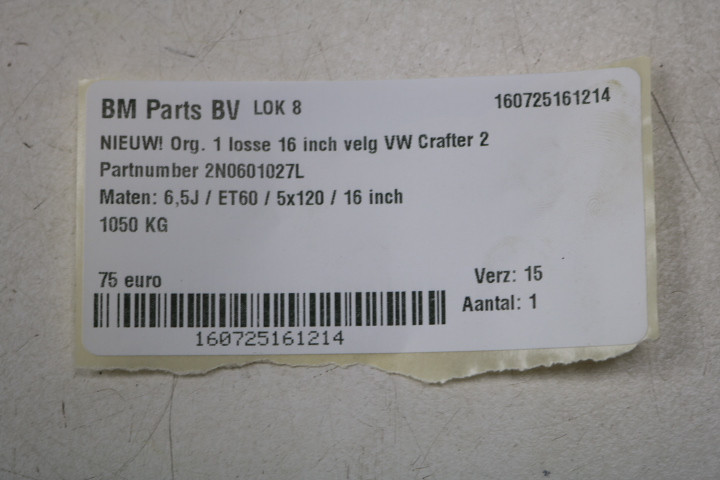 BM Parts BV LOK 8 160725161214
NIEUW! Org. 1 losse 16 inch velg VW Crafter 2
Partnumber 2N0601027L
Maten: 6,5J / ET60 / 5x120 / 16 inch
1050 KG
75 euro Verz: 15
Aantal: 1
160725161214